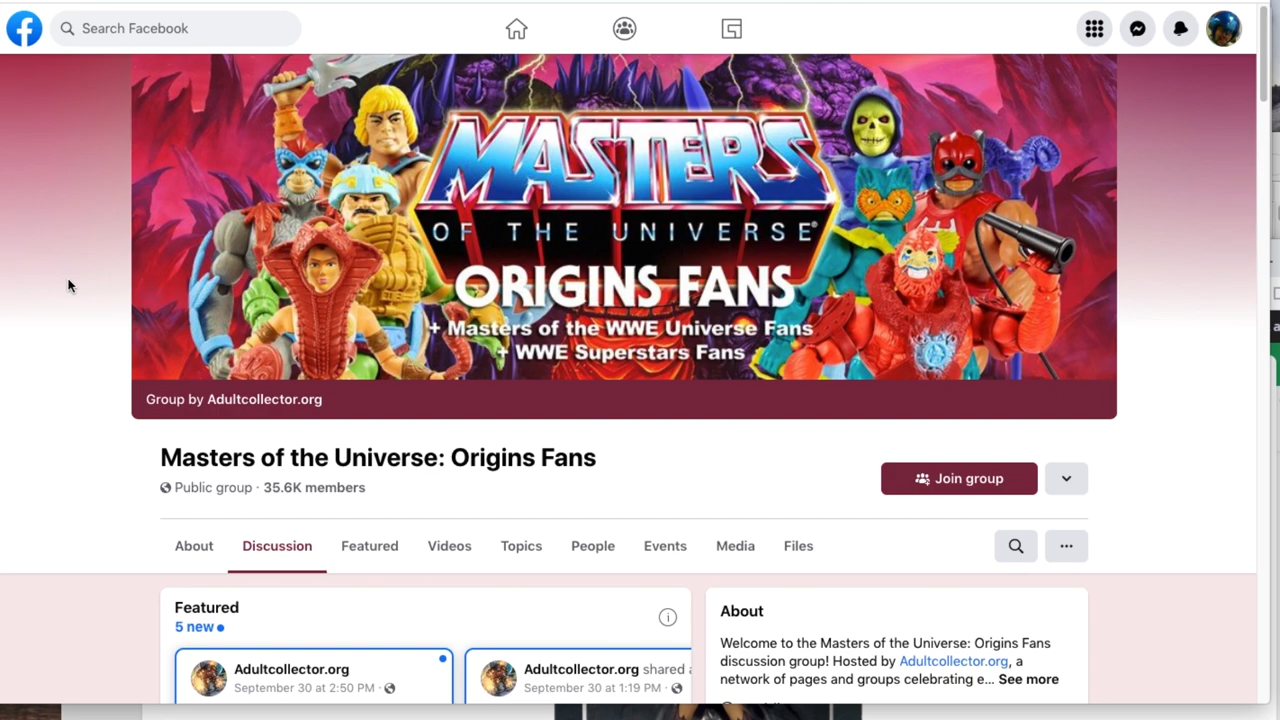 Search Facebook
MASTERS
OF THE UNIVERSE®
ORIGINS FANS
+ Masters of the WWE Universe Fans
+ WWE Superstars Fans
Group by Adultcollector.org
Masters of the Universe: Origins Fans
Public group · 35.6K members
Join group
About Discussion Featured Videos Topics People Events Media Files
Featured
5 new
Adultcollector.org
September 30 at 2:50 PM ·
Adultcollector.org shared a
September 30 at 1:19 PM ·
About
Welcome to the Masters of the Universe: Origins Fans
discussion group! Hosted by Adultcollector.org, a
network of pages and groups celebrating e... See more